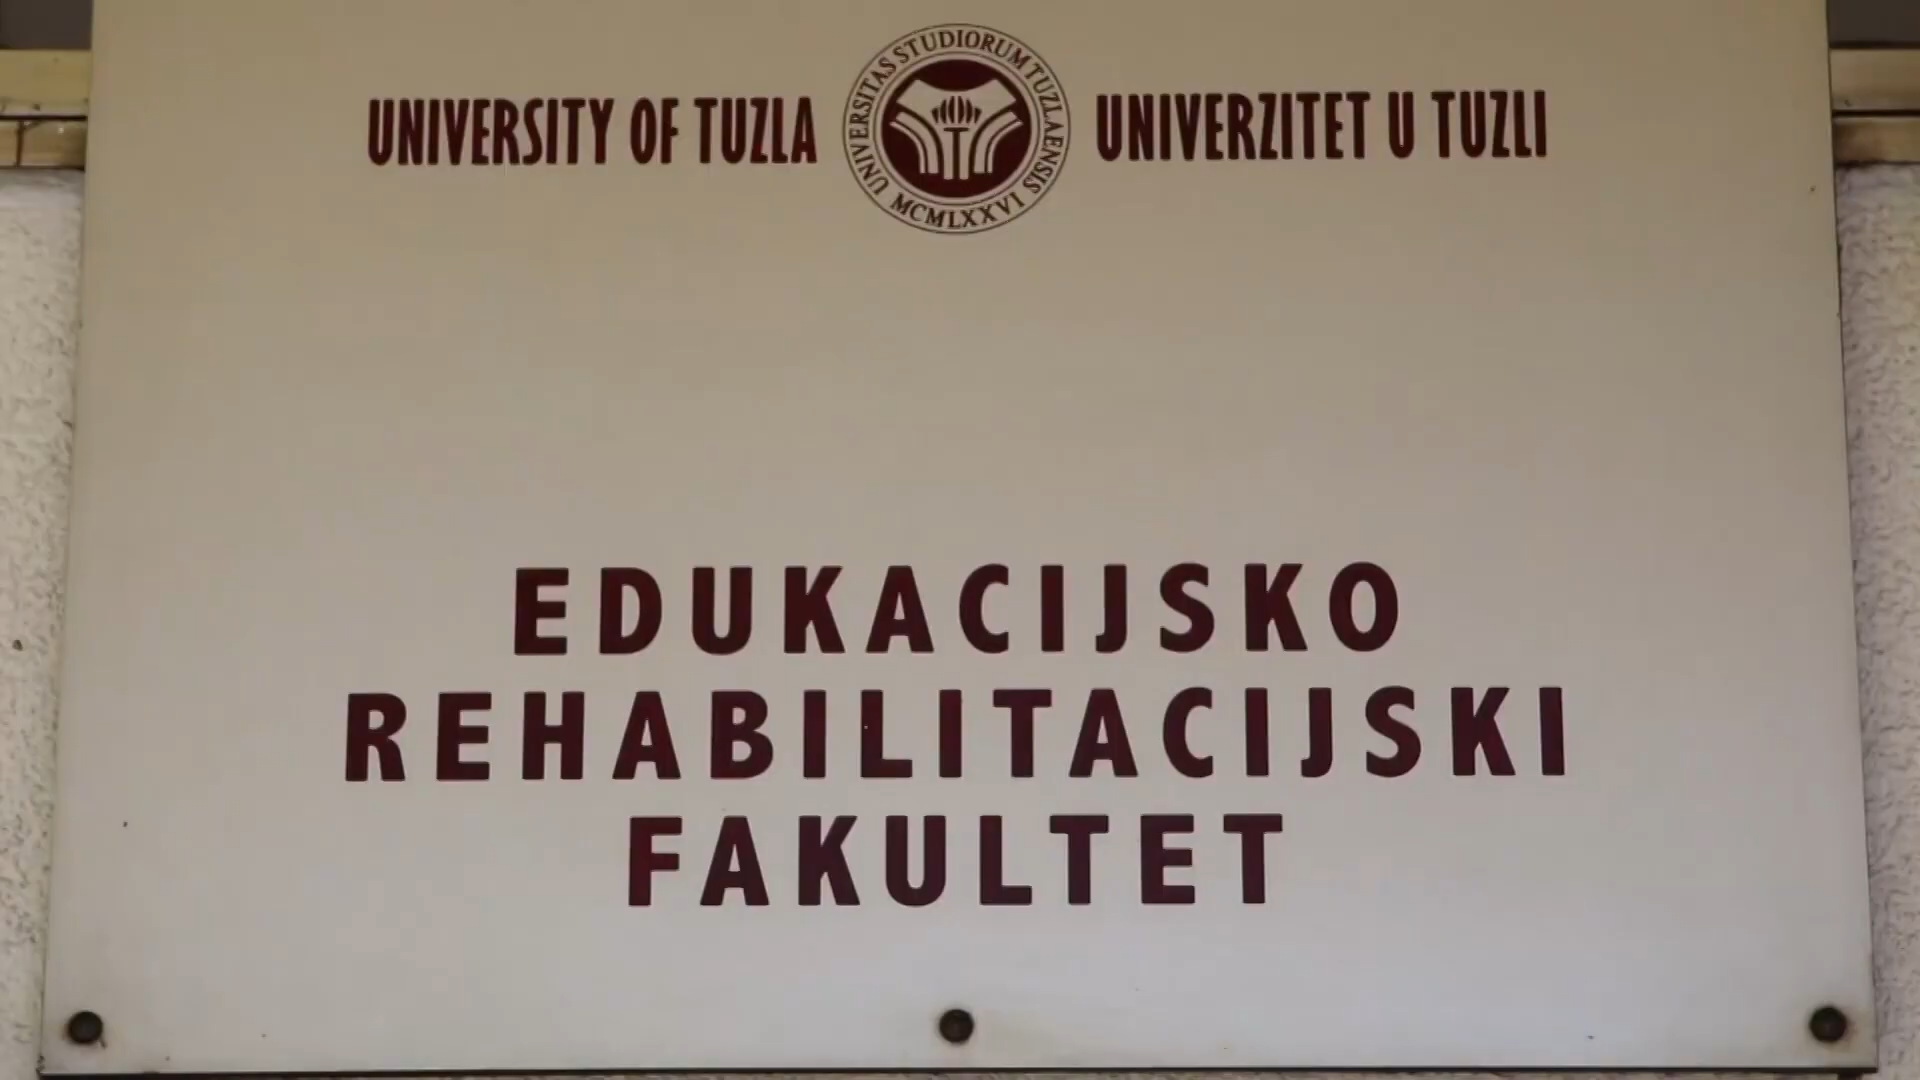 UNIVERSITY OF TUZLA
UNIVERSITAS STUDIORUM TUZLAENSIS
MCMLXXVI
UNIVERZITET U TUZLI
EDUKACIJSKO
REHABILITACIJSKI
FAKULTET